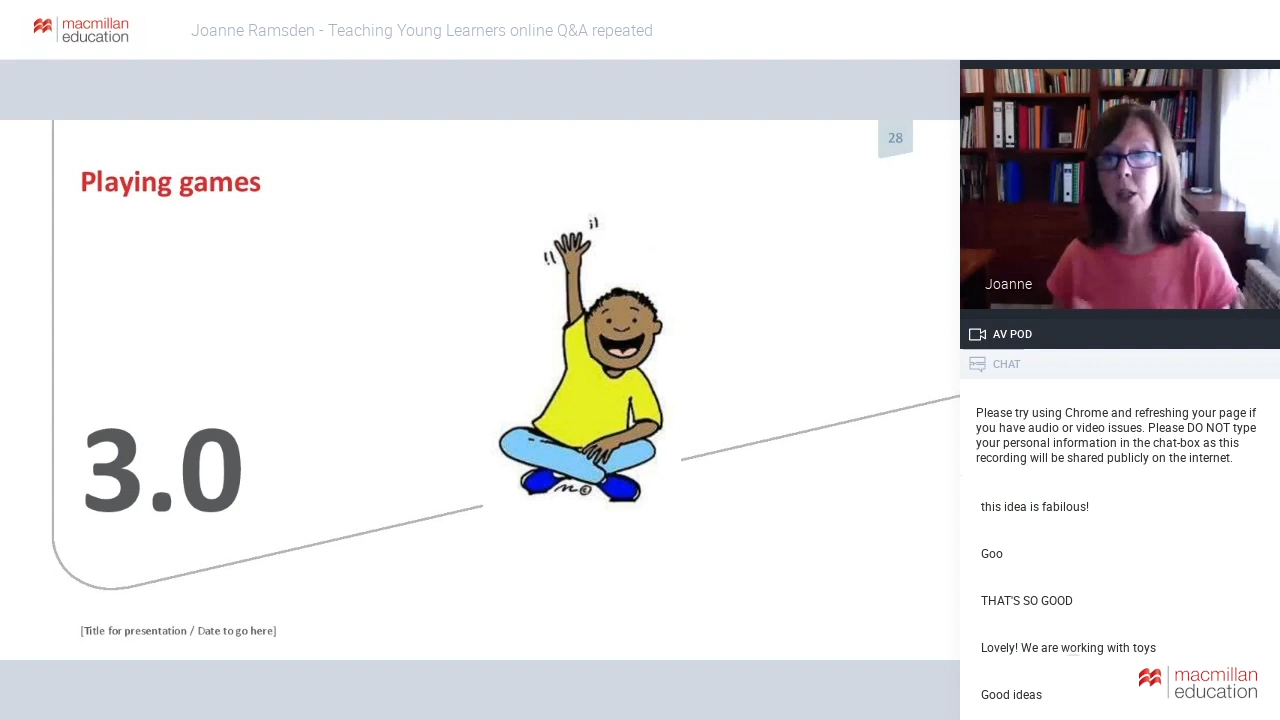 macmillan
education
Joanne Ramsden - Teaching Young Learners online Q&A repeated
28
Playing games
3.0
[Title for presentation / Date to go here]
Joanne
AV POD
CHAT
Please try using Chrome and refreshing your page if
you have audio or video issues. Please DO NOT type
your personal information in the chat-box as this
recording will be shared publicly on the internet.
this idea is fabilous!
Goo
THAT'S SO GOOD
Lovely! We are working with toys
Good ideas
macmillan
education